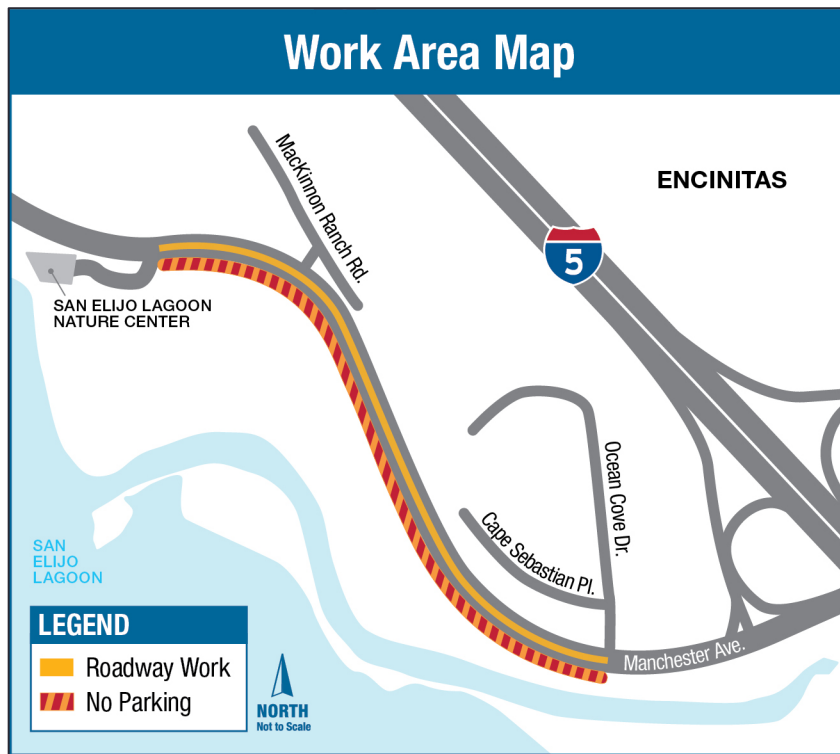 Work Area Map
MacKinnon Ranch Rd.
ENCINITAS
5
SAN ELIJO LAGOON
NATURE CENTER
Ocean Cove Dr.
Cape Sebastian Pl.
SAN
ELIJO
LAGOON
Manchester Ave.
LEGEND
Roadway Work
No Parking
NORTH
Not to Scale